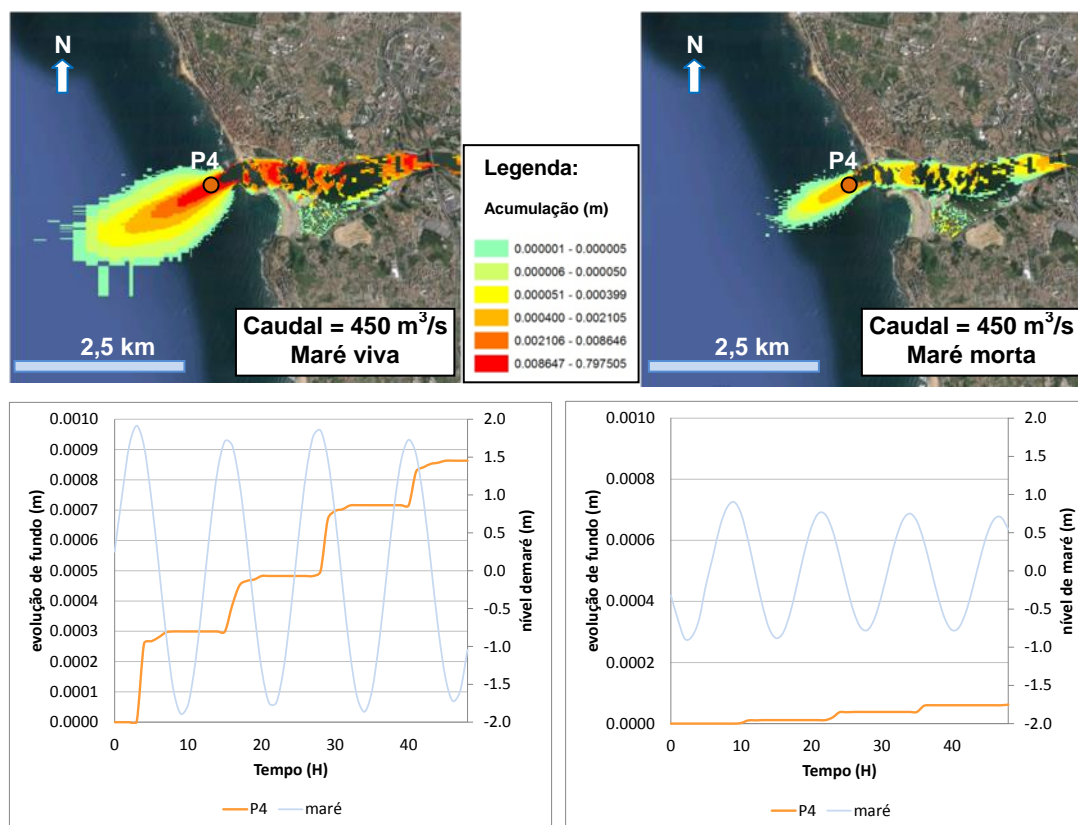 N
P4
Caudal = 450 m³/s
Maré viva
2,5 km
Legenda:
Acumulação (m)
0.000001 - 0.000005
0.000006 - 0.000050
0.000051 - 0.000399
0.000400 - 0.002105
0.002106 - 0.008646
0.008647 - 0.797505
N
P4
Caudal = 450 m³/s
Maré morta
2,5 km
evolução de fundo (m)
0.0010
0.0009
0.0008
0.0007
0.0006
0.0005
0.0004
0.0003
0.0002
0.0001
0.0000
2.0
1.5
1.0
0.5
0.0
-0.5
-1.0
-1.5
-2.0
nível demaré (m)
0 10 20 30 40
Tempo (H)
P4 maré
evolução de fundo (m)
0.0010
0.0008
0.0006
0.0004
0.0002
0.0000
2.0
1.5
1.0
0.5
0.0
-0.5
-1.0
-1.5
-2.0
nível de maré (m)
0 10 20 30 40
Tempo (H)
P4 maré